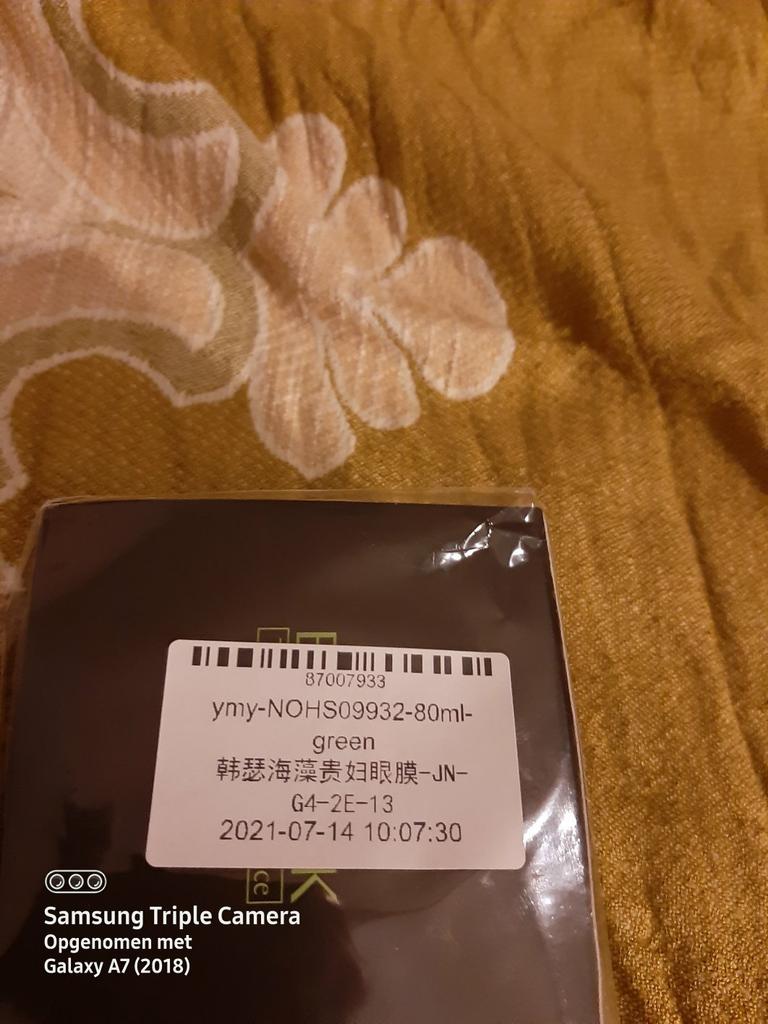 87007933
ymy-NOHS09932-80ml-
green
韩瑟海藻贵妇眼膜-JN-
G4-2E-13
2021-07-14 10:07:30
K
ce
Samsung Triple Camera
Opgenomen met
Galaxy A7 (2018)